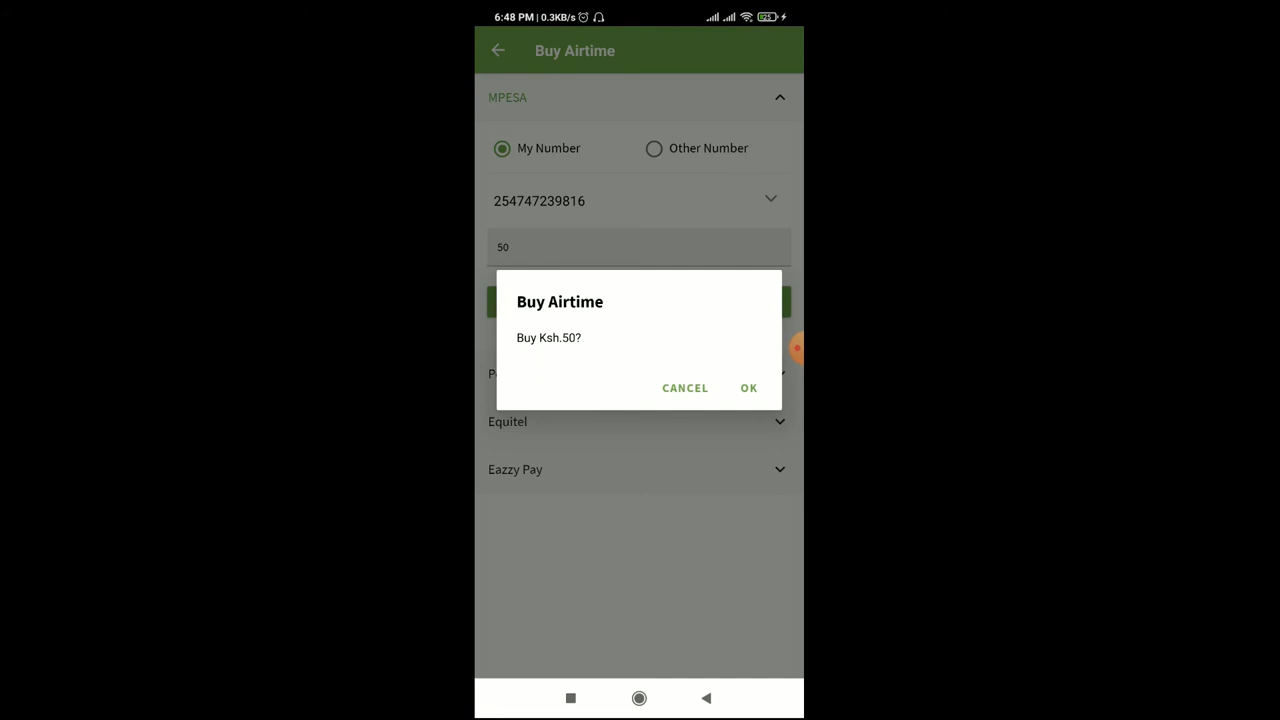 6:48 PM | 0.3KB/s
25
Buy Airtime
MPESA
My Number
Other Number
254747239816
50
Buy Airtime
Buy Ksh.50?
CANCEL
OK
Equitel
Eazzy Pay